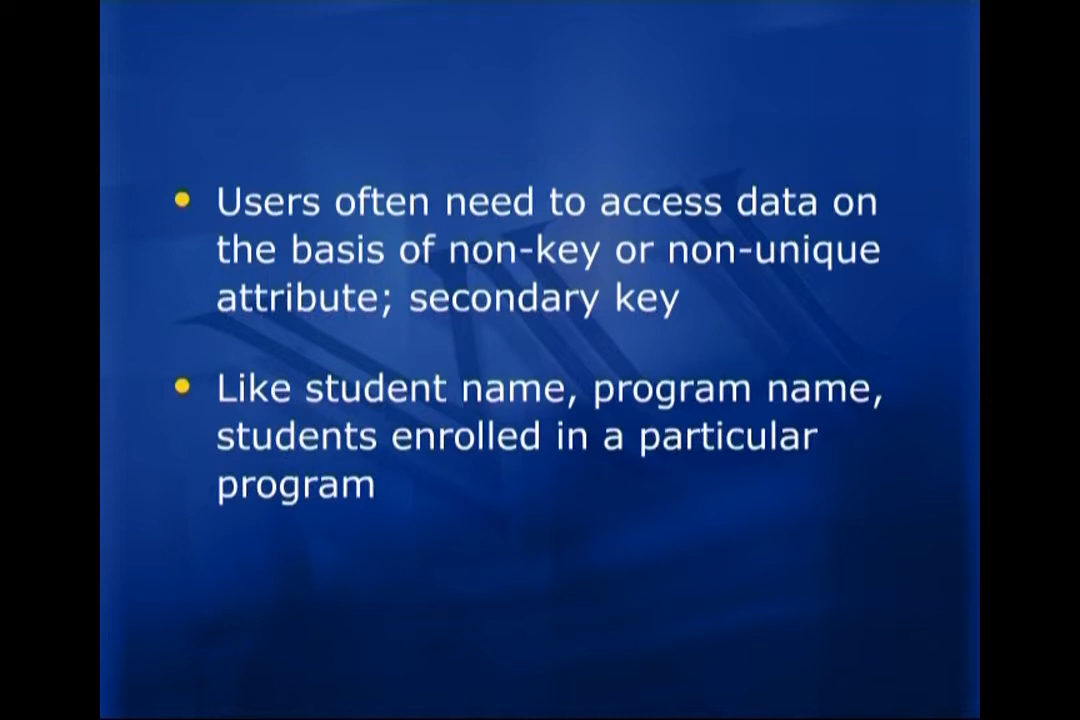 Users often need to access data on
the basis of non-key or non-unique
attribute; secondary key
Like student name, program name,
students enrolled in a particular
program